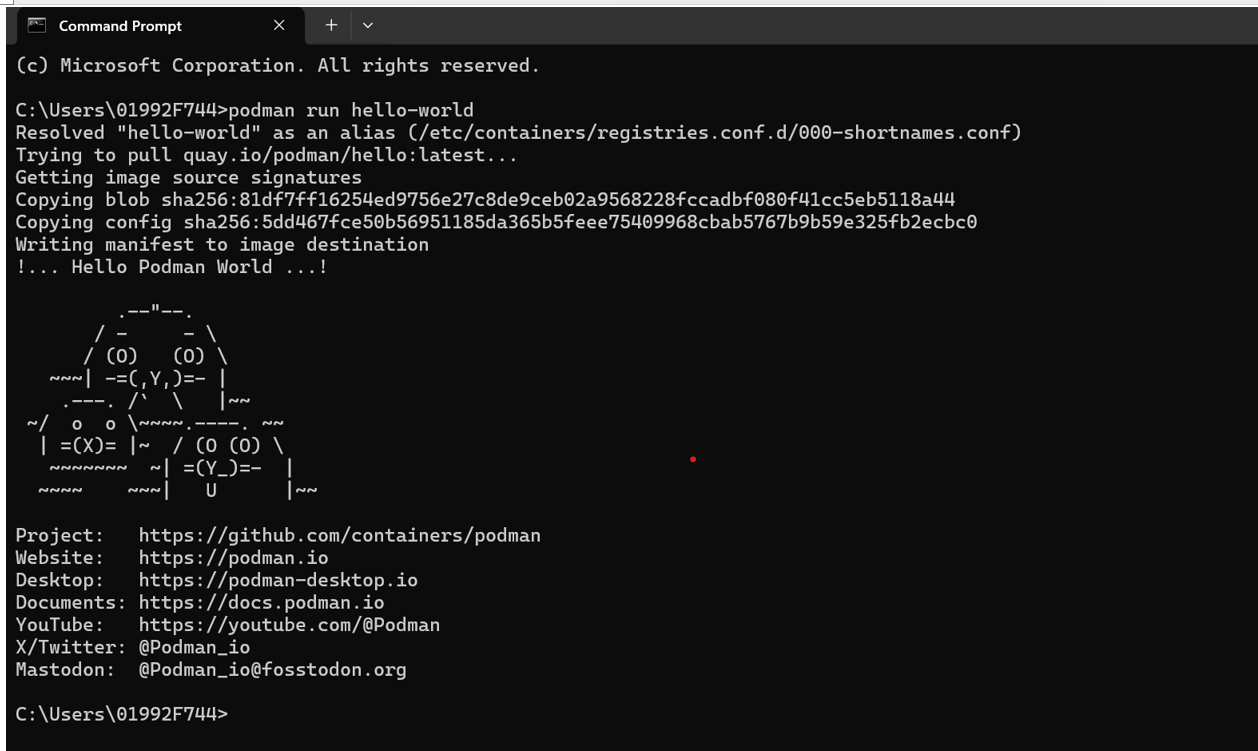 Command Prompt
(c) Microsoft Corporation. All rights reserved.
C:\Users\01992F744>podman run hello-world
Resolved "hello-world" as an alias (/etc/containers/registries.conf.d/000-shortnames.conf)
Trying to pull quay.io/podman/hello:latest...
Getting image source signatures
Copying blob sha256:81df7ff16254ed9756e27c8de9ceb02a9568228fccadbf080f41cc5eb5118a44
Copying config sha256:5dd467fce50b56951185da365b5feee75409968cbab5767b9b59e325fb2ecbc0
Writing manifest to image destination
!... Hello Podman World ...!
         .--"--.
       / -     - \
      / (O)   (O) \
   ~~~| -=(,Y,)=- |
    .---. /`  \   |~~
 ~/  o  o \~~~~.----. ~~
  | =(X)= |~  / (O (O) \
   ~~~~~~~  ~| =(Y_)=-  |
  ~~~~    ~~~|   U      |~~
Project:   https://github.com/containers/podman
Website:   https://podman.io
Desktop:   https://podman-desktop.io
Documents: https://docs.podman.io
YouTube:   https://youtube.com/@Podman
X/Twitter: @Podman_io
Mastodon:  @Podman_io@fosstodon.org
C:\Users\01992F744>